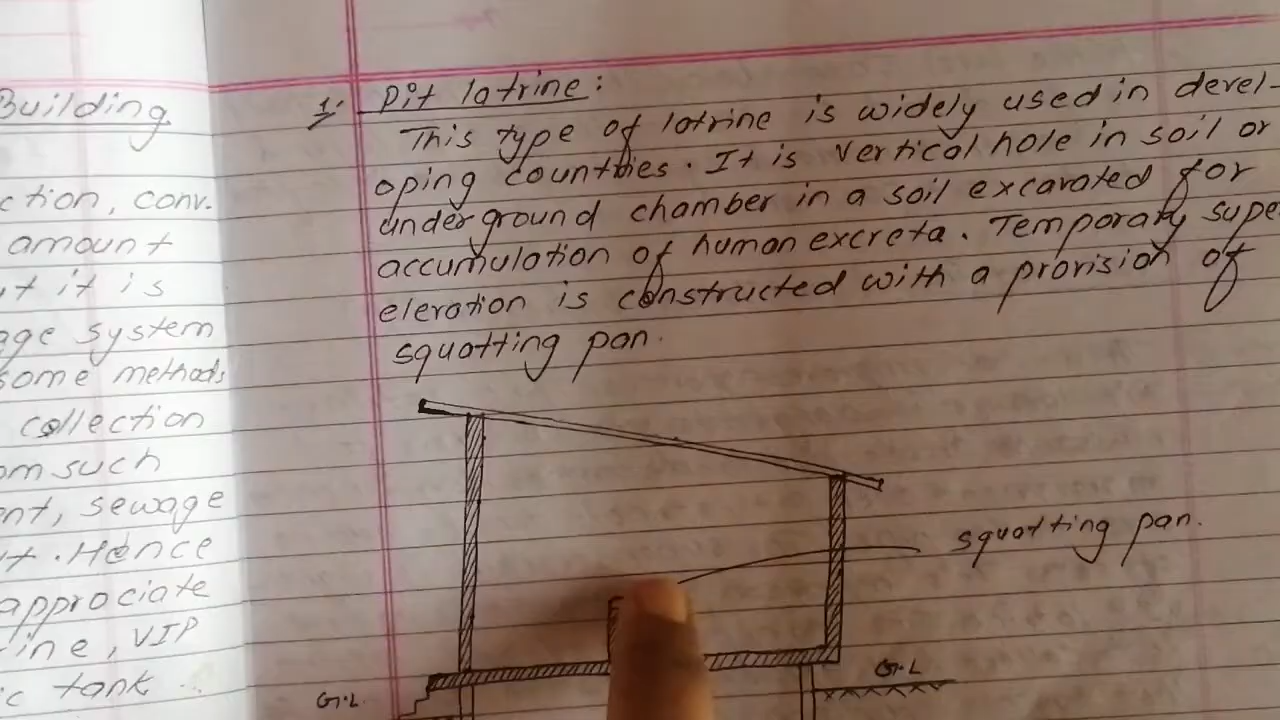 Building
ction, conv.
amount
it is
age system
some methods
collection
om such
nt, sewage
Hence
approciate
ine, VIP
c tank
1. Pit latrine:
This type of latrine is widely used in devel-
oping countries. It is vertical hole in soil or
underground chamber in a soil excavated for
accumulation of human excreta. Temporary supe
elevation is constructed with a provision of
squatting pan.
squatting pan.
G.L
G.L